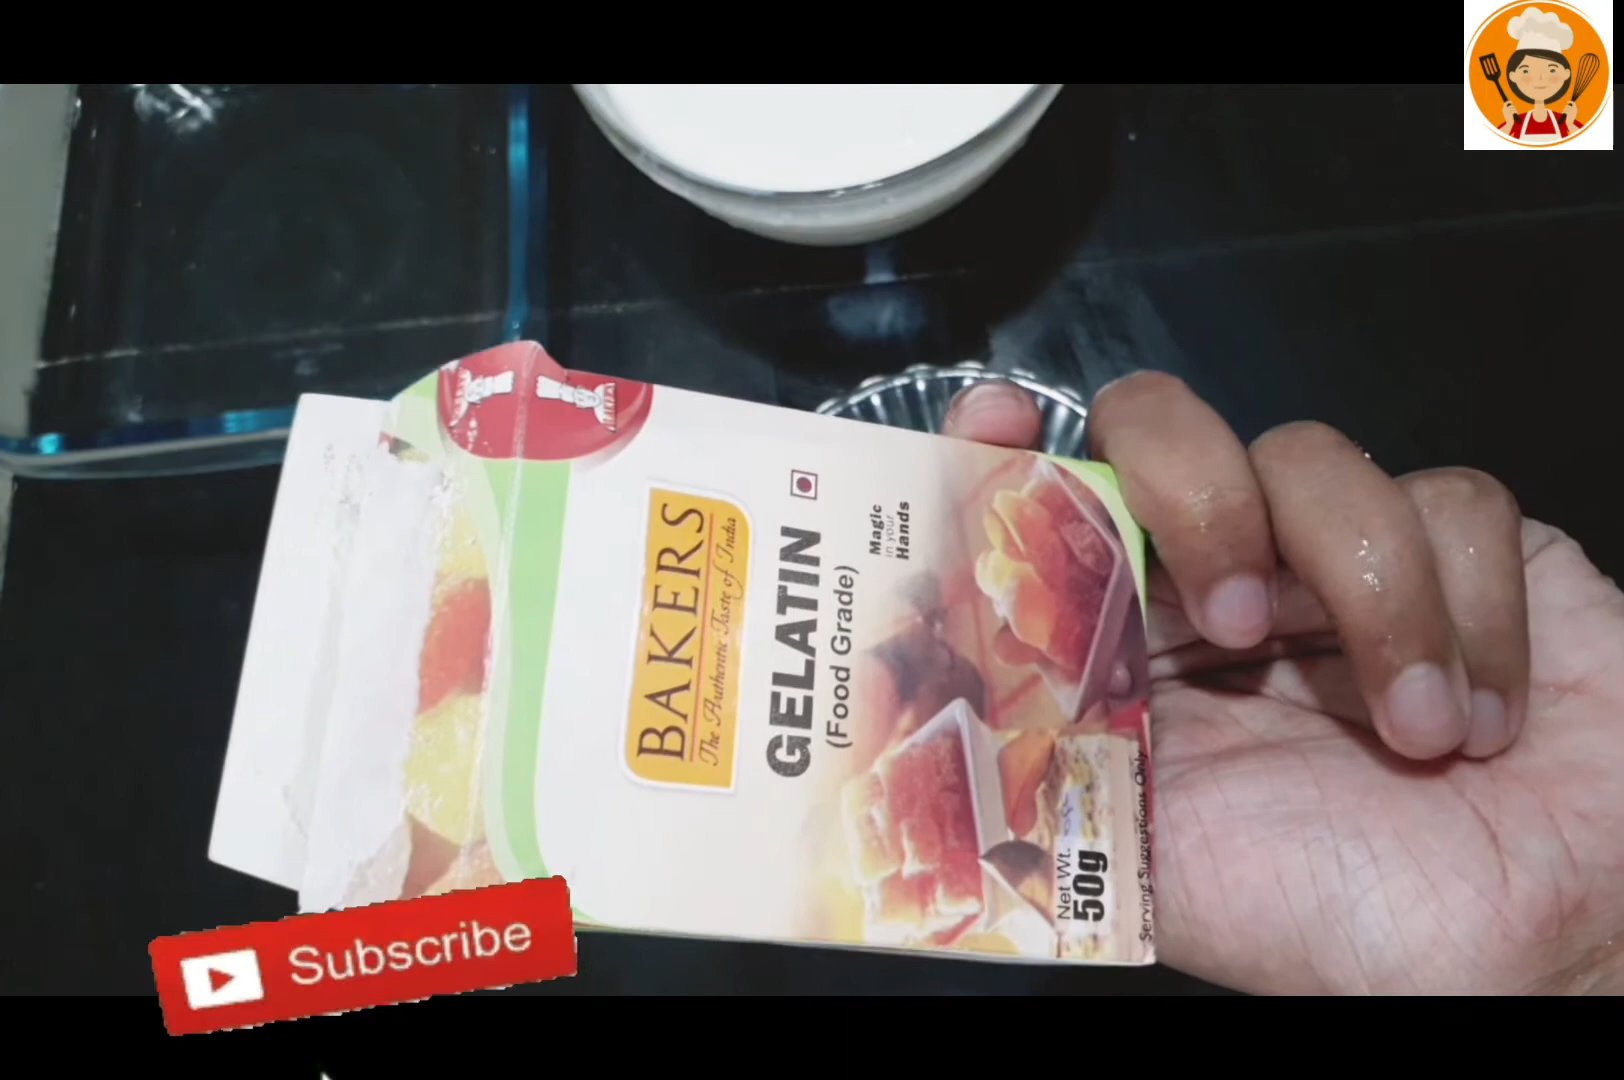 BAKERS
The Authentic Taste of India
GELATIN
(Food Grade)
Magic
in your
Hands
Net Wt.
50g
Serving Suggestions Only
Subscribe